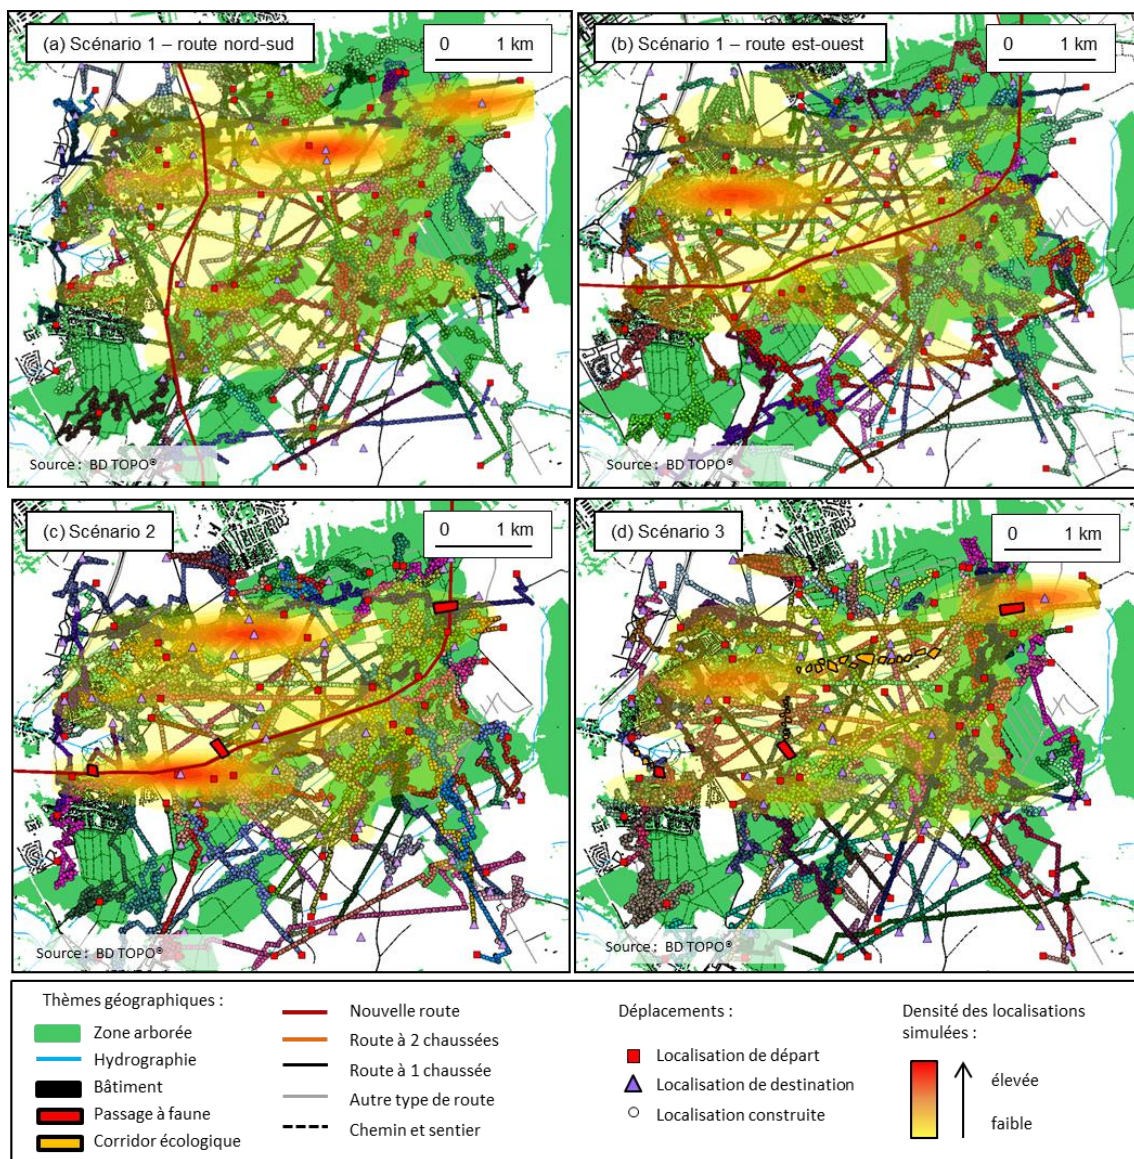 (a) Scénario 1 – route nord-sud
0 1 km
Source : BD TOPO®
(b) Scénario 1 – route est-ouest
0 1 km
Source : BD TOPO®
(c) Scénario 2
0 1 km
Source : BD TOPO®
(d) Scénario 3
0 1 km
Source : BD TOPO®
Thèmes géographiques :
Zone arborée
Hydrographie
Bâtiment
Passage à faune
Corridor écologique
Nouvelle route
Route à 2 chaussées
Route à 1 chaussée
Autre type de route
Chemin et sentier
Déplacements :
Localisation de départ
Localisation de destination
Localisation construite
Densité des localisations
simulées :
élevée
faible